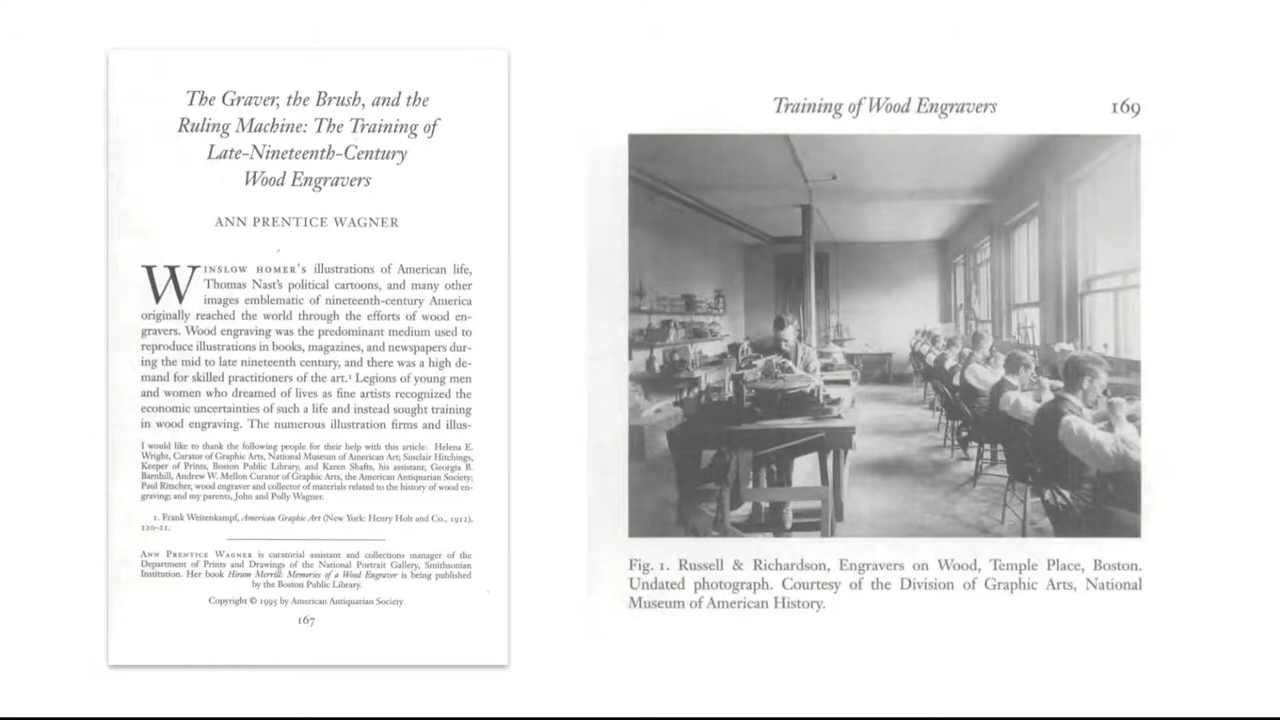 The Graver, the Brush, and the
Ruling Machine: The Training of
Late-Nineteenth-Century
Wood Engravers
ANN PRENTICE WAGNER
WINSLOW HOMER'S illustrations of American life,
Thomas Nast's political cartoons, and many other
images emblematic of nineteenth-century America
originally reached the world through the efforts of wood en-
gravers. Wood engraving was the predominant medium used to
reproduce illustrations in books, magazines, and newspapers dur-
ing the mid to late nineteenth century, and there was a high de-
mand for skilled practitioners of the art.¹ Legions of young men
and women who dreamed of lives as fine artists recognized the
economic uncertainties of such a life and instead sought training
in wood engraving. The numerous illustration firms and illus-
I would like to thank the following people for their help with this article: Helena E.
Wright, Curator of Graphic Arts, National Museum of American Art; Sinclair Hitchings,
Keeper of Prints, Boston Public Library, and Karen Shafts, his assistant; Georgia B.
Barnhill, Andrew W. Mellon Curator of Graphic Arts, the American Antiquarian Society;
Paul Ritscher, wood engraver and collector of materials related to the history of wood en-
graving; and my parents, John and Polly Wagner.
1. Frank Weitenkampf, American Graphic Art (New York: Henry Holt and Co., 1912),
120–21.
ANN PRENTICE WAGNER is curatorial assistant and collections manager of the
Department of Prints and Drawings of the National Portrait Gallery, Smithsonian
Institution. Her book Hiram Merrill: Memories of a Wood Engraver is being published
by the Boston Public Library.
Copyright © 1995 by American Antiquarian Society
167
Training of Wood Engravers 169
Fig. 1. Russell & Richardson, Engravers on Wood, Temple Place, Boston.
Undated photograph. Courtesy of the Division of Graphic Arts, National
Museum of American History.